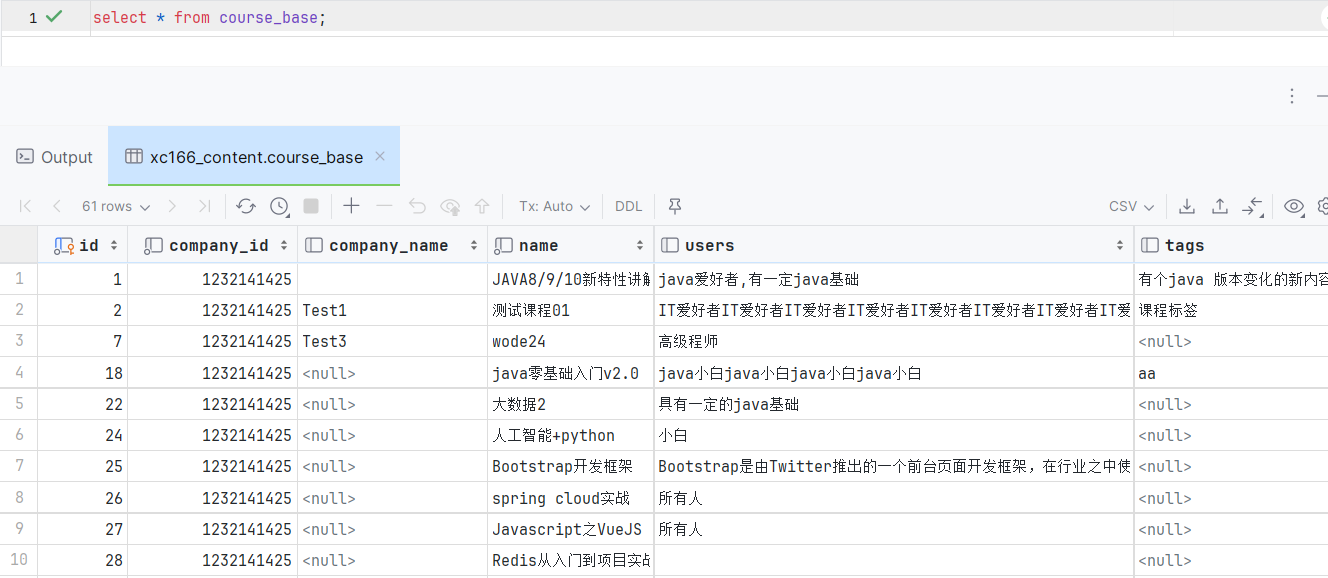 1 select * from course_base;
Output xc166_content.course_base ×
61 rows Tx: Auto DDL CSV
id company_id company_name name users tags
1 1 1232141425 JAVA8/9/10新特性讲解 java爱好者,有一定java基础 有个java 版本变化的新内容
2 2 1232141425 Test1 测试课程01 IT爱好者IT爱好者IT爱好者IT爱好者IT爱好者IT爱好者IT爱好者IT爱 课程标签
3 7 1232141425 Test3 wode24 高级程师 <null>
4 18 1232141425 <null> java零基础入门v2.0 java小白java小白java小白java小白 aa
5 22 1232141425 <null> 大数据2 具有一定的java基础 <null>
6 24 1232141425 <null> 人工智能+python 小白 <null>
7 25 1232141425 <null> Bootstrap开发框架 Bootstrap是由Twitter推出的一个前台页面开发框架，在行业之中使 <null>
8 26 1232141425 <null> spring cloud实战 所有人 <null>
9 27 1232141425 <null> Javascript之VueJS 所有人 <null>
10 28 1232141425 <null> Redis从入门到项目实战 <null>